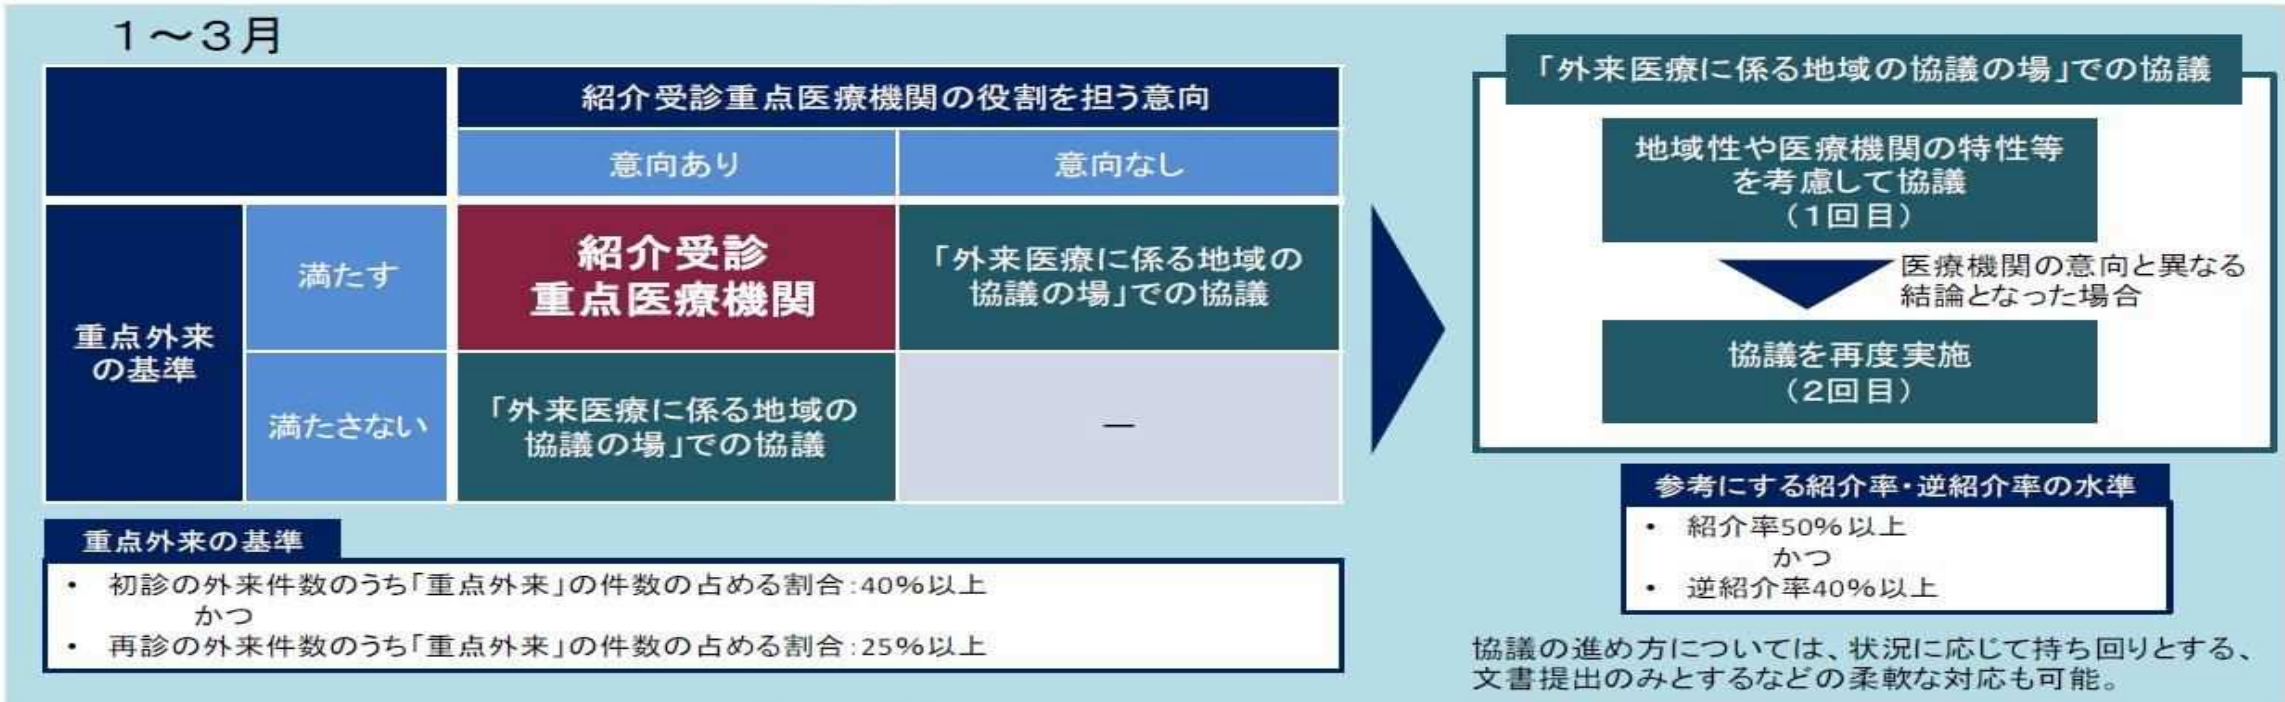 1～3月
紹介受診重点医療機関の役割を担う意向
意向あり
意向なし
重点外来
の基準
満たす
紹介受診
重点医療機関
「外来医療に係る地域の
協議の場」での協議
満たさない
「外来医療に係る地域の
協議の場」での協議
―
重点外来の基準
・ 初診の外来件数のうち「重点外来」の件数の占める割合:40%以上
かつ
・ 再診の外来件数のうち「重点外来」の件数の占める割合:25%以上
「外来医療に係る地域の協議の場」での協議
地域性や医療機関の特性等
を考慮して協議
（1回目）
医療機関の意向と異なる
結論となった場合
協議を再度実施
（2回目）
参考にする紹介率・逆紹介率の水準
・ 紹介率50%以上
かつ
・ 逆紹介率40%以上
協議の進め方については、状況に応じて持ち回りとする、
文書提出のみとするなどの柔軟な対応も可能。